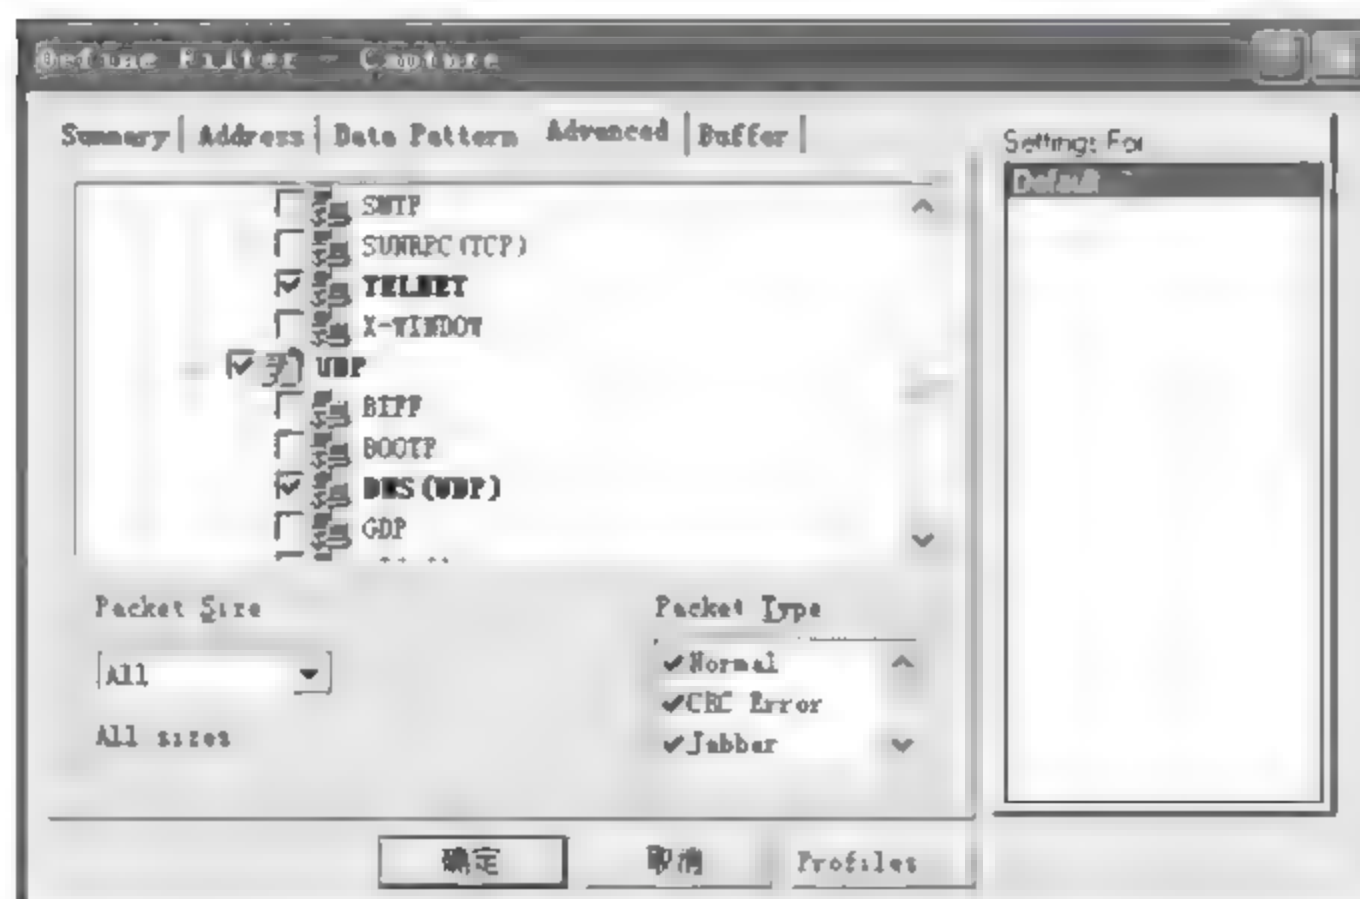 Define Filter - Capture
Summary Address Data Pattern Advanced Buffer
Settings For
Default
SMTP
SUNRPC(TCP)
TELNET
X-WINDOW
UDP
BIFF
BOOTP
DNS(UDP)
GDP
Packet Size
All
All sizes
Packet Type
Normal
CRC Error
Jabber
确定 取消 Profiles